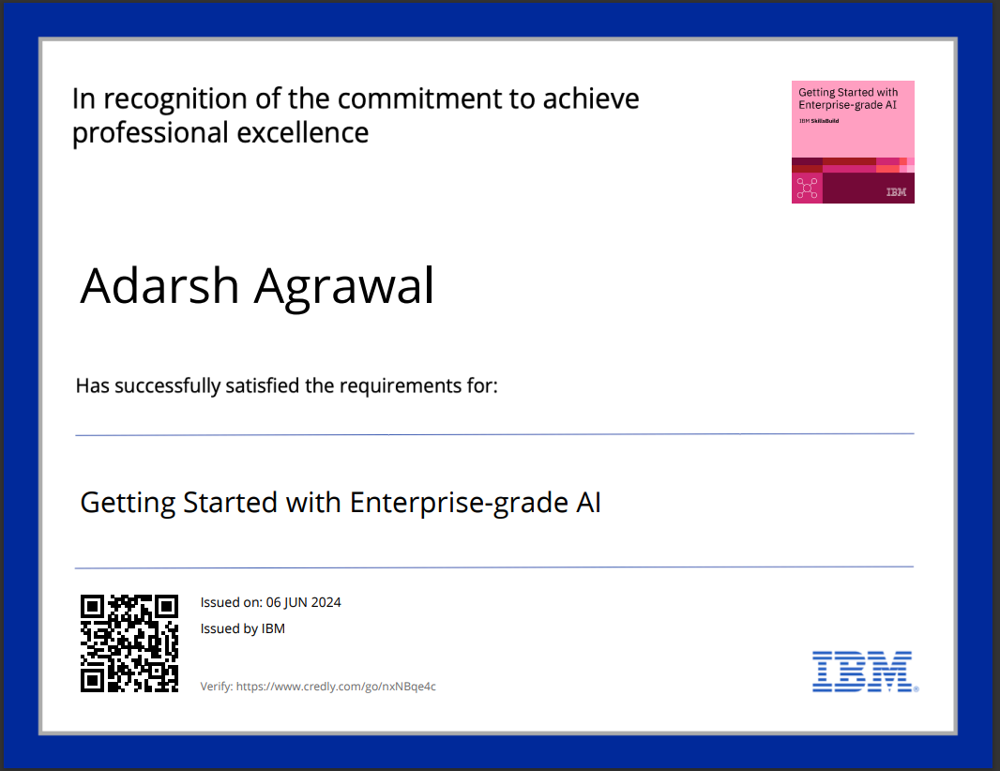 In recognition of the commitment to achieve
professional excellence
Getting Started with
Enterprise-grade AI
IBM SkillsBuild
IBM
Adarsh Agrawal
Has successfully satisfied the requirements for:
Getting Started with Enterprise-grade AI
Issued on: 06 JUN 2024
Issued by IBM
Verify: https://www.credly.com/go/nxNBqe4c
IBM®